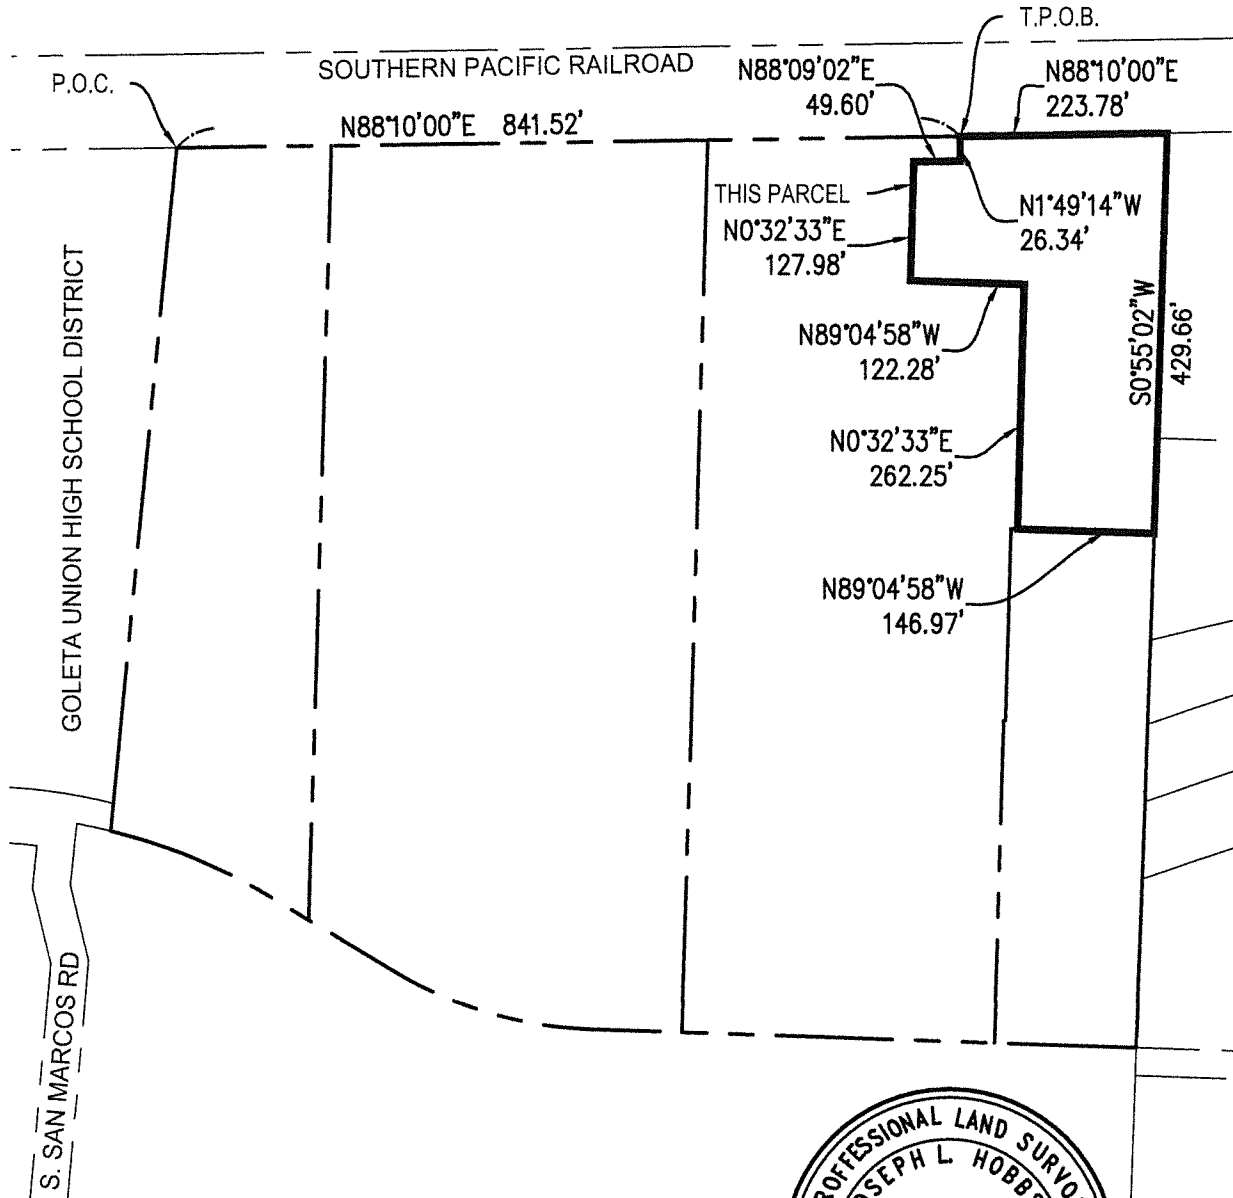 T.P.O.B.
SOUTHERN PACIFIC RAILROAD
P.O.C.
N88°10'00"E 841.52'
N88°09'02"E
49.60'
N88°10'00"E
223.78'
THIS PARCEL
N0°32'33"E
127.98'
N1°49'14"W
26.34'
GOLETA UNION HIGH SCHOOL DISTRICT
S0°55'02"W
429.66'
N89°04'58"W
122.28'
N0°32'33"E
262.25'
N89°04'58"W
146.97'
S. SAN MARCOS RD
PROFFESSIONAL LAND SURVO
JOSEPH L. HOBBS